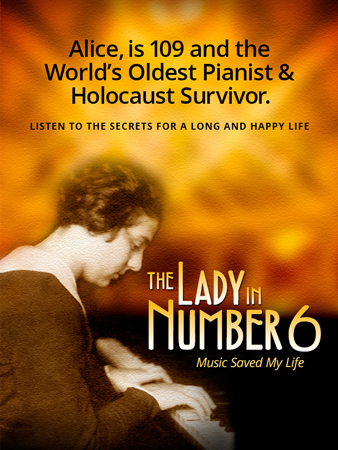 Alice, is 109 and the
World's Oldest Pianist &
Holocaust Survivor.
LISTEN TO THE SECRETS FOR A LONG AND HAPPY LIFE
THE LADY IN
NUMBER 6
Music Saved My Life